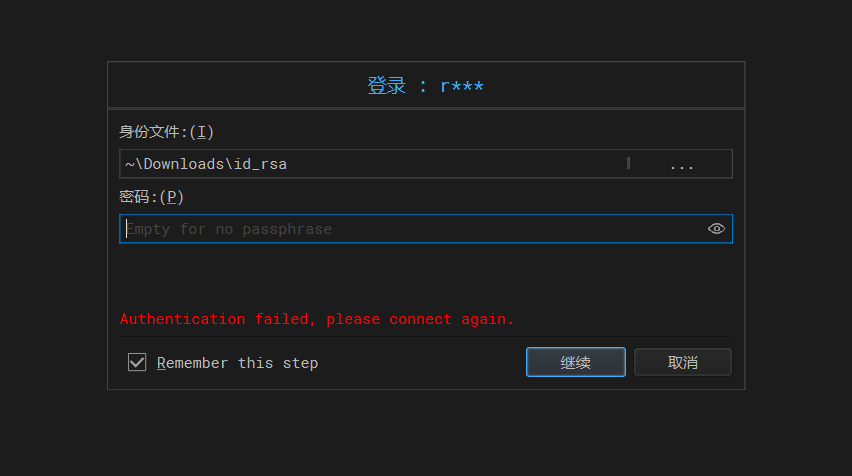 登录 : r***
身份文件:(I)
~\Downloads\id_rsa ...
密码:(P)
Empty for no passphrase
Authentication failed, please connect again.
Remember this step 继续 取消